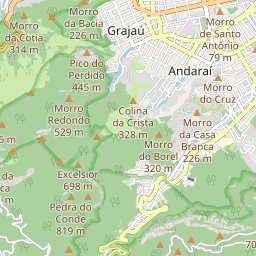 Morro
da Cotia
314 m
Morro
da Bacia
226 m
Grajaú
Morro
de Santo
Antônio
79 m
Pico do
Perdido
445 m
Andaraí
Morro
do Cruz
Morro
Redondo
529 m
Colina
da Crista
328 m
Morro
da Casa
Branca
226 m
Morro
do Borel
320 m
Excelsior
698 m
Pedra do
Conde
819 m